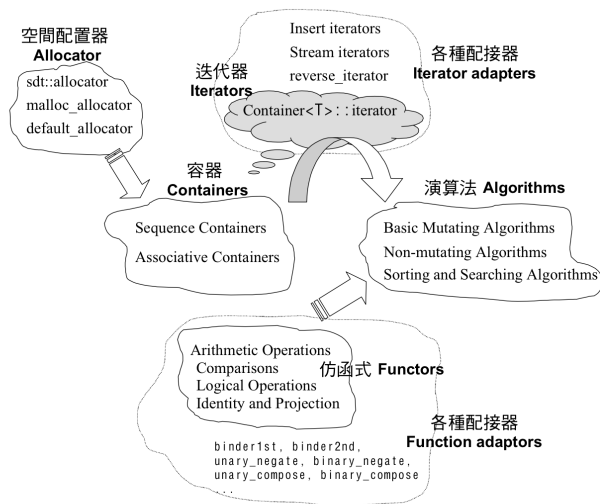 空間配置器
Allocator
sdt::allocator
malloc_allocator
default_allocator
Insert iterators
Stream iterators
reverse_iterator
迭代器
Iterators
各種配接器
Iterator adapters
Container<T>::iterator
容器
Containers
Sequence Containers
Associative Containers
演算法 Algorithms
Basic Mutating Algorithms
Non-mutating Algorithms
Sorting and Searching Algorithms
Arithmetic Operations
Comparisons
Logical Operations
Identity and Projection
仿函式 Functors
各種配接器
Function adaptors
binder1st, binder2nd,
unary_negate, binary_negate,
unary_compose, binary_compose
...